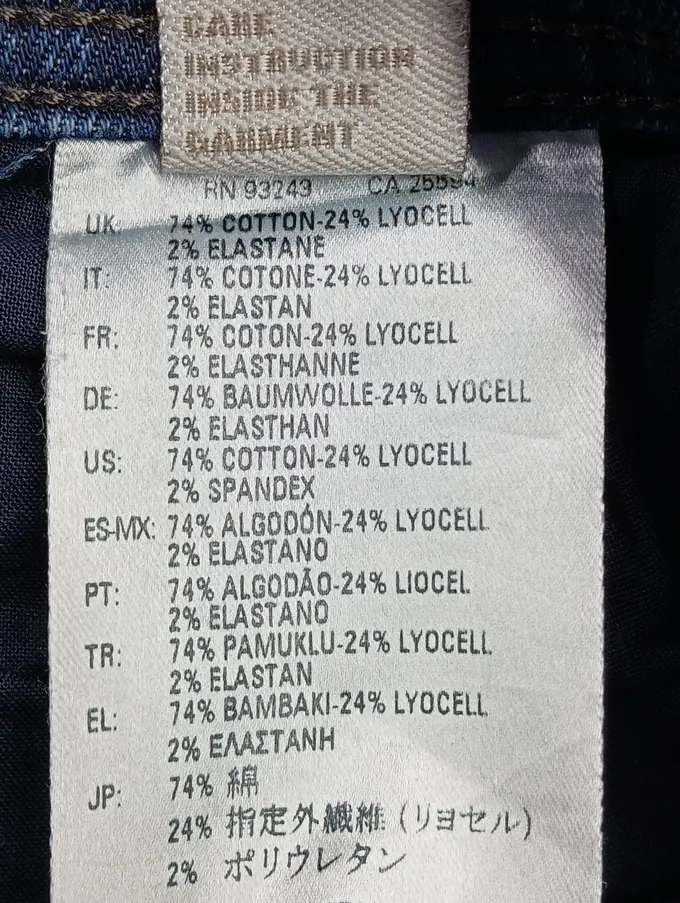 CARE
INSTRUCTION
INSIDE THE
GARMENT
RN 93243 CA 25594
UK: 74% COTTON-24% LYOCELL
2% ELASTANE
IT: 74% COTONE-24% LYOCELL
2% ELASTAN
FR: 74% COTON-24% LYOCELL
2% ELASTHANNE
DE: 74% BAUMWOLLE-24% LYOCELL
2% ELASTHAN
US: 74% COTTON-24% LYOCELL
2% SPANDEX
ES-MX: 74% ALGODÓN-24% LYOCELL
2% ELASTANO
PT: 74% ALGODÃO-24% LIOCEL
2% ELASTANO
TR: 74% PAMUKLU-24% LYOCELL
2% ELASTAN
EL: 74% BAMBAKI-24% LYOCELL
2% ΕΛΑΣΤΑΝΗ
JP: 74% 綿
24% 指定外繊維 (リヨセル)
2% ポリウレタン